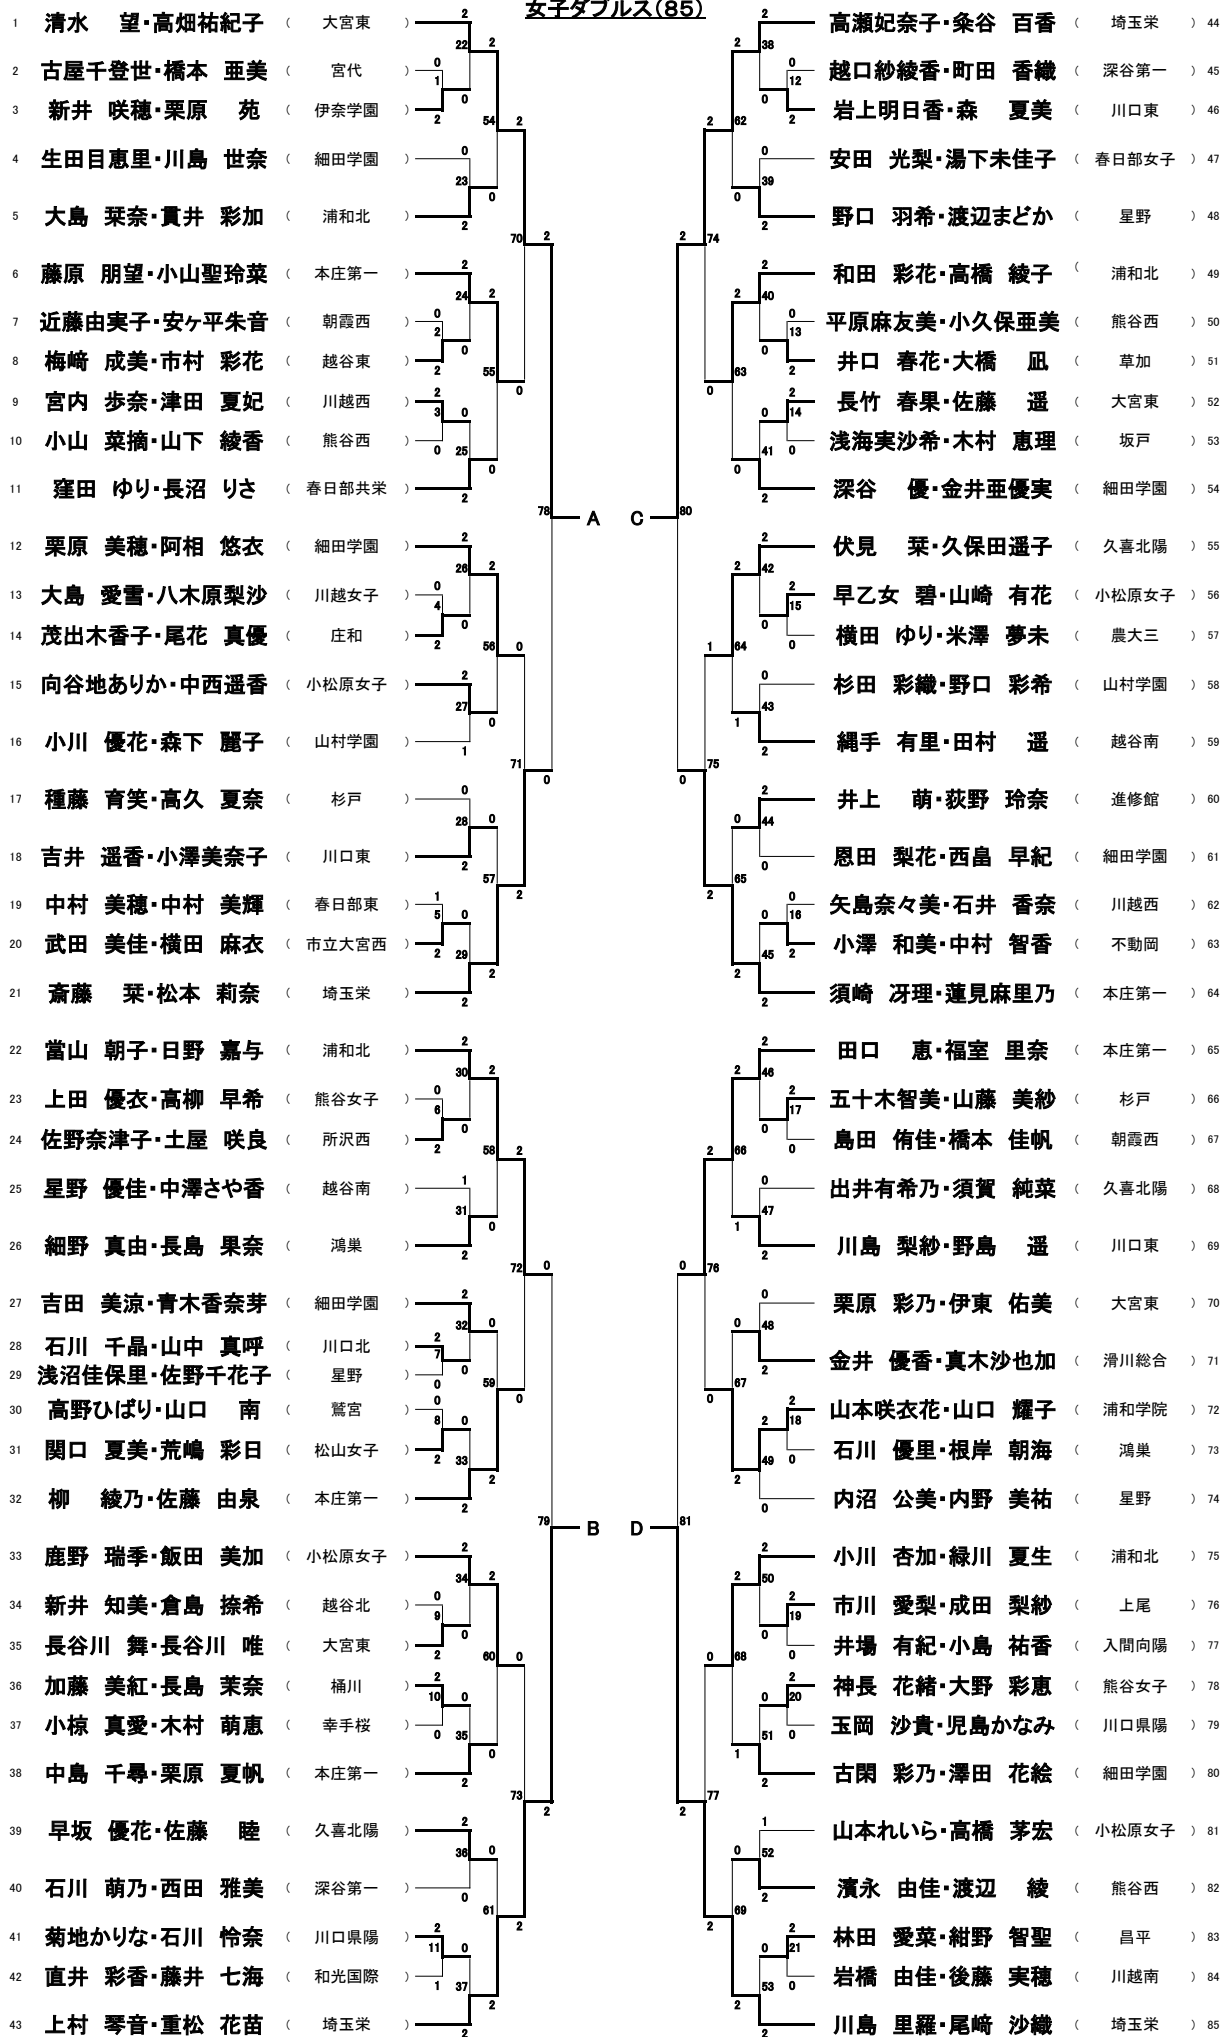 女子ダブルス(85)
1 清水 望・高畑祐紀子 ( 大宮東 )
2 古屋千登世・橋本 亜美 ( 宮代 )
3 新井 咲穂・栗原 苑 ( 伊奈学園 )
4 生田目恵里・川島 世奈 ( 細田学園 )
5 大島 栞奈・貫井 彩加 ( 浦和北 )
6 藤原 朋望・小山聖玲菜 ( 本庄第一 )
7 近藤由実子・安ヶ平朱音 ( 朝霞西 )
8 梅﨑 成美・市村 彩花 ( 越谷東 )
9 宮内 歩奈・津田 夏妃 ( 川越西 )
10 小山 菜摘・山下 綾香 ( 熊谷西 )
11 窪田 ゆり・長沼 りさ ( 春日部共栄 )
12 栗原 美穂・阿相 悠衣 ( 細田学園 )
13 大島 愛雪・八木原梨沙 ( 川越女子 )
14 茂出木香子・尾花 真優 ( 庄和 )
15 向谷地ありか・中西遥香 ( 小松原女子 )
16 小川 優花・森下 麗子 ( 山村学園 )
17 種藤 育笑・高久 夏奈 ( 杉戸 )
18 吉井 遥香・小澤美奈子 ( 川口東 )
19 中村 美穂・中村 美輝 ( 春日部東 )
20 武田 美佳・横田 麻衣 ( 市立大宮西 )
21 斎藤 栞・松本 莉奈 ( 埼玉栄 )
22 當山 朝子・日野 嘉与 ( 浦和北 )
23 上田 優衣・高柳 早希 ( 熊谷女子 )
24 佐野奈津子・土屋 咲良 ( 所沢西 )
25 星野 優佳・中澤さや香 ( 越谷南 )
26 細野 真由・長島 果奈 ( 鴻巣 )
27 吉田 美涼・青木香奈芽 ( 細田学園 )
28 石川 千晶・山中 真呼 ( 川口北 )
29 浅沼佳保里・佐野千花子 ( 星野 )
30 高野ひばり・山口 南 ( 鷲宮 )
31 関口 夏美・荒嶋 彩日 ( 松山女子 )
32 柳 綾乃・佐藤 由泉 ( 本庄第一 )
33 鹿野 瑞季・飯田 美加 ( 小松原女子 )
34 新井 知美・倉島 捺希 ( 越谷北 )
35 長谷川 舞・長谷川 唯 ( 大宮東 )
36 加藤 美紅・長島 茉奈 ( 桶川 )
37 小椋 真愛・木村 萌恵 ( 幸手桜 )
38 中島 千尋・栗原 夏帆 ( 本庄第一 )
39 早坂 優花・佐藤 睦 ( 久喜北陽 )
40 石川 萌乃・西田 雅美 ( 深谷第一 )
41 菊地かりな・石川 怜奈 ( 川口県陽 )
42 直井 彩香・藤井 七海 ( 和光国際 )
43 上村 琴音・重松 花苗 ( 埼玉栄 )
A C
B D
高瀬妃奈子・粂谷 百香 ( 埼玉栄 ) 44
越口紗綾香・町田 香織 ( 深谷第一 ) 45
岩上明日香・森 夏美 ( 川口東 ) 46
安田 光梨・湯下未佳子 ( 春日部女子 ) 47
野口 羽希・渡辺まどか ( 星野 ) 48
和田 彩花・高橋 綾子 ( 浦和北 ) 49
平原麻友美・小久保亜美 ( 熊谷西 ) 50
井口 春花・大橋 凪 ( 草加 ) 51
長竹 春果・佐藤 遥 ( 大宮東 ) 52
浅海実沙希・木村 恵理 ( 坂戸 ) 53
深谷 優・金井亜優実 ( 細田学園 ) 54
伏見 栞・久保田遥子 ( 久喜北陽 ) 55
早乙女 碧・山崎 有花 ( 小松原女子 ) 56
横田 ゆり・米澤 夢未 ( 農大三 ) 57
杉田 彩織・野口 彩希 ( 山村学園 ) 58
縄手 有里・田村 遥 ( 越谷南 ) 59
井上 萌・荻野 玲奈 ( 進修館 ) 60
恩田 梨花・西畠 早紀 ( 細田学園 ) 61
矢島奈々美・石井 香奈 ( 川越西 ) 62
小澤 和美・中村 智香 ( 不動岡 ) 63
須崎 冴理・蓮見麻里乃 ( 本庄第一 ) 64
田口 恵・福室 里奈 ( 本庄第一 ) 65
五十木智美・山藤 美紗 ( 杉戸 ) 66
島田 侑佳・橋本 佳帆 ( 朝霞西 ) 67
出井有希乃・須賀 純菜 ( 久喜北陽 ) 68
川島 梨紗・野島 遥 ( 川口東 ) 69
栗原 彩乃・伊東 佑美 ( 大宮東 ) 70
金井 優香・真木沙也加 ( 滑川総合 ) 71
山本咲衣花・山口 耀子 ( 浦和学院 ) 72
石川 優里・根岸 朝海 ( 鴻巣 ) 73
内沼 公美・内野 美祐 ( 星野 ) 74
小川 杏加・緑川 夏生 ( 浦和北 ) 75
市川 愛梨・成田 梨紗 ( 上尾 ) 76
井場 有紀・小島 祐香 ( 入間向陽 ) 77
神長 花緒・大野 彩恵 ( 熊谷女子 ) 78
玉岡 沙貴・児島かなみ ( 川口県陽 ) 79
古閑 彩乃・澤田 花絵 ( 細田学園 ) 80
山本れいら・高橋 茅宏 ( 小松原女子 ) 81
濱永 由佳・渡辺 綾 ( 熊谷西 ) 82
林田 愛菜・紺野 智聖 ( 昌平 ) 83
岩橋 由佳・後藤 実穂 ( 川越南 ) 84
川島 里羅・尾﨑 沙織 ( 埼玉栄 ) 85